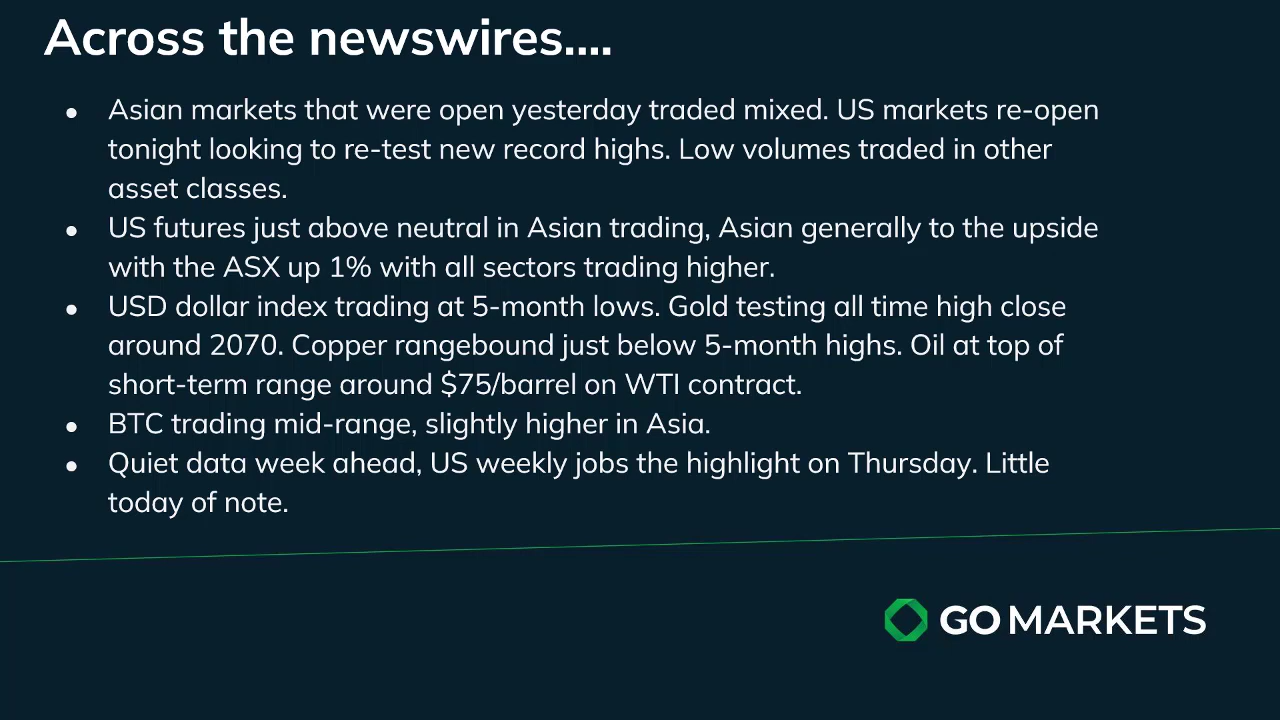 Across the newswires....
● Asian markets that were open yesterday traded mixed. US markets re-open
tonight looking to re-test new record highs. Low volumes traded in other
asset classes.
● US futures just above neutral in Asian trading, Asian generally to the upside
with the ASX up 1% with all sectors trading higher.
● USD dollar index trading at 5-month lows. Gold testing all time high close
around 2070. Copper rangebound just below 5-month highs. Oil at top of
short-term range around $75/barrel on WTI contract.
● BTC trading mid-range, slightly higher in Asia.
● Quiet data week ahead, US weekly jobs the highlight on Thursday. Little
today of note.
GO MARKETS